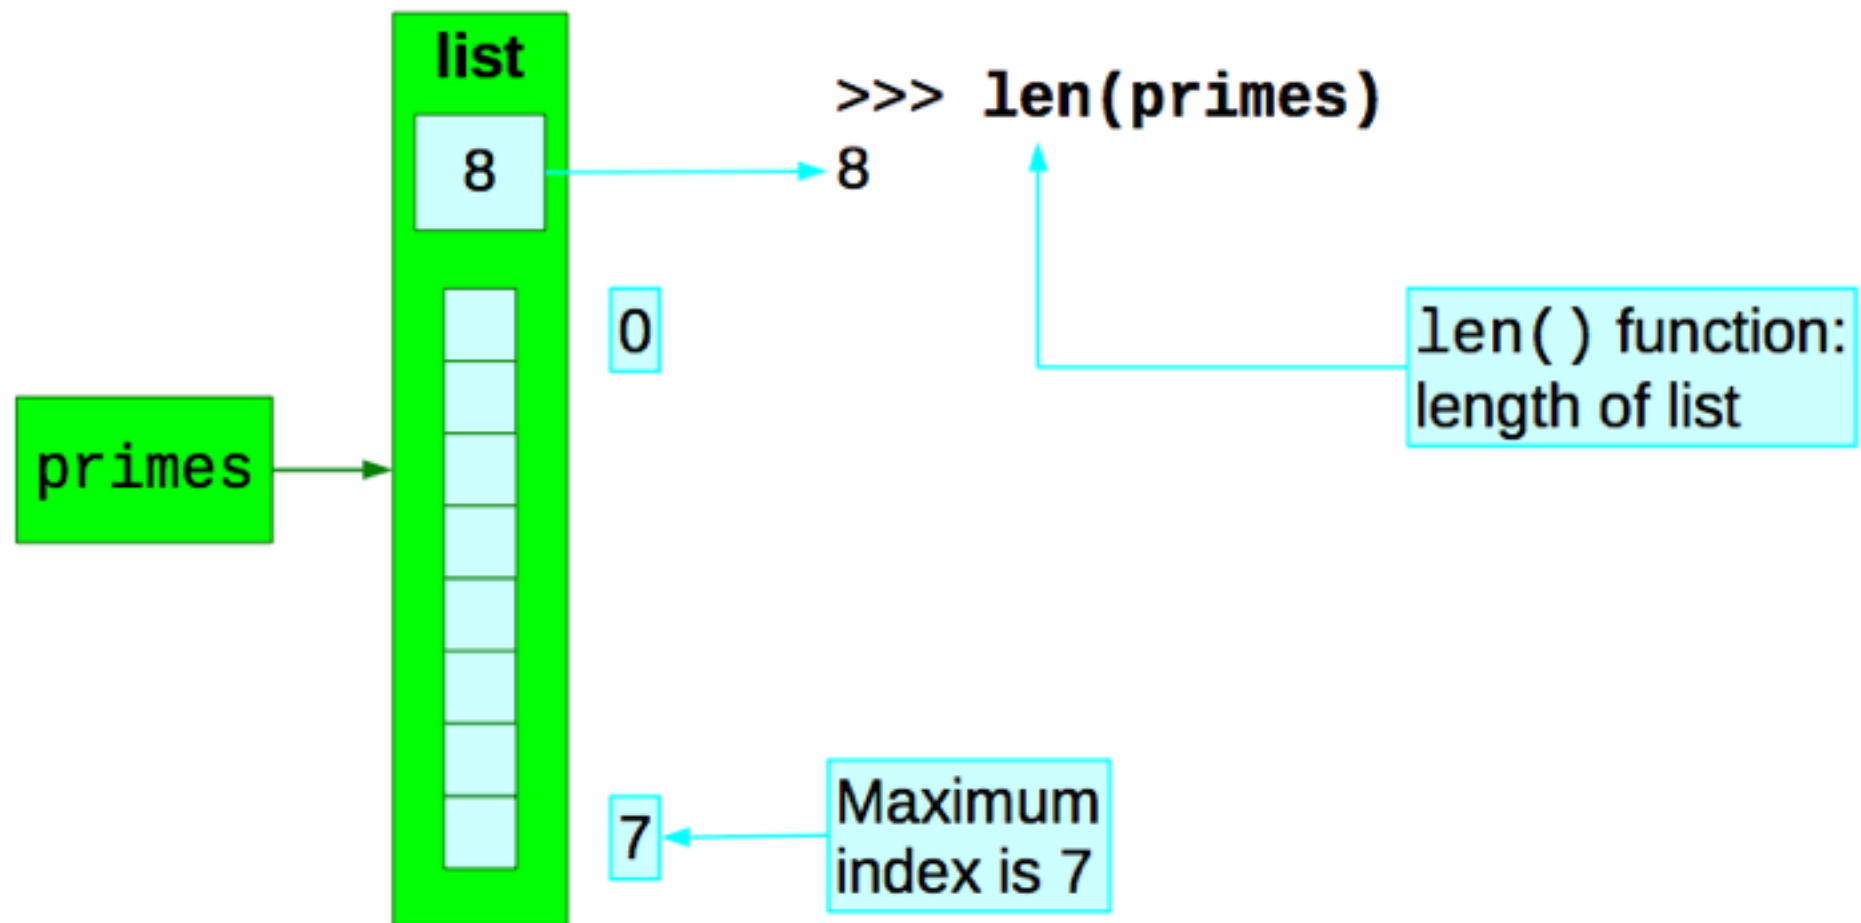 list
8
>>> len(primes)
8
0
len() function:
length of list
primes
7
Maximum
index is 7